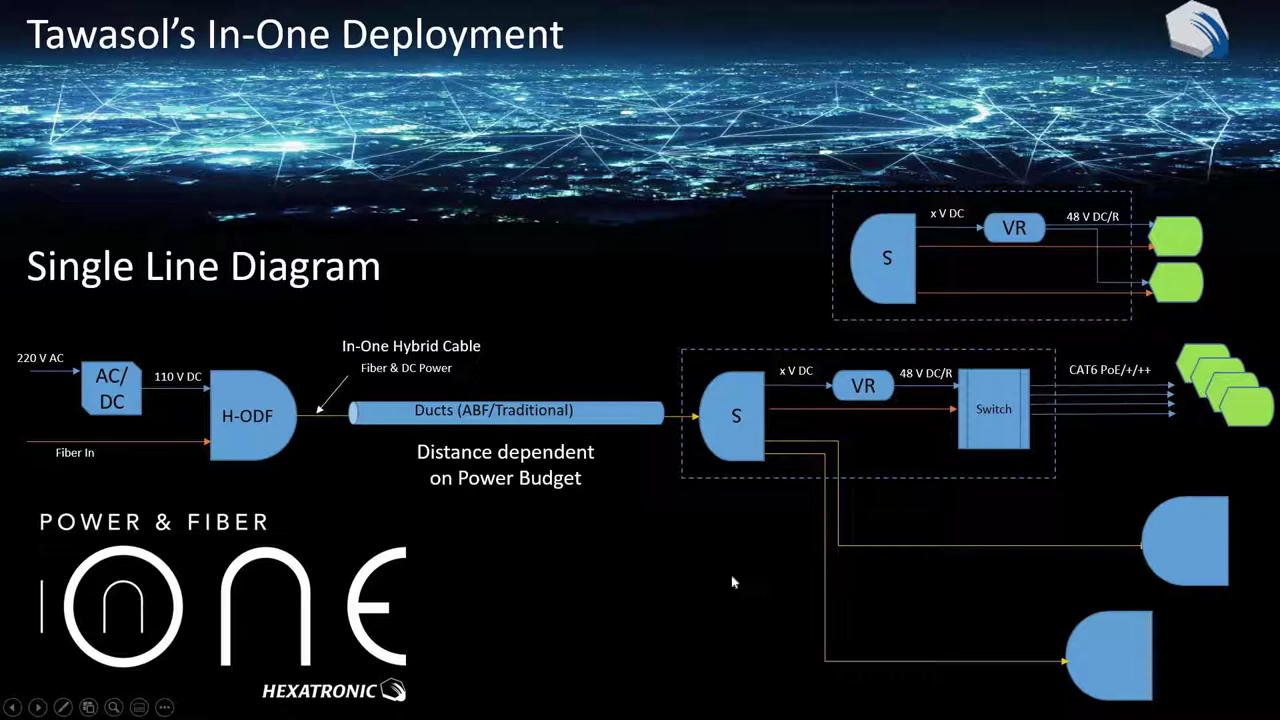 Tawasol's In-One Deployment
Single Line Diagram
x V DC
VR
48 V DC/R
S
220 V AC
AC/
DC
110 V DC
H-ODF
Fiber In
In-One Hybrid Cable
Fiber & DC Power
Ducts (ABF/Traditional)
Distance dependent
on Power Budget
S
x V DC
VR
48 V DC/R
Switch
CAT6 PoE/+/++
POWER & FIBER
In ONE
HEXATRONIC